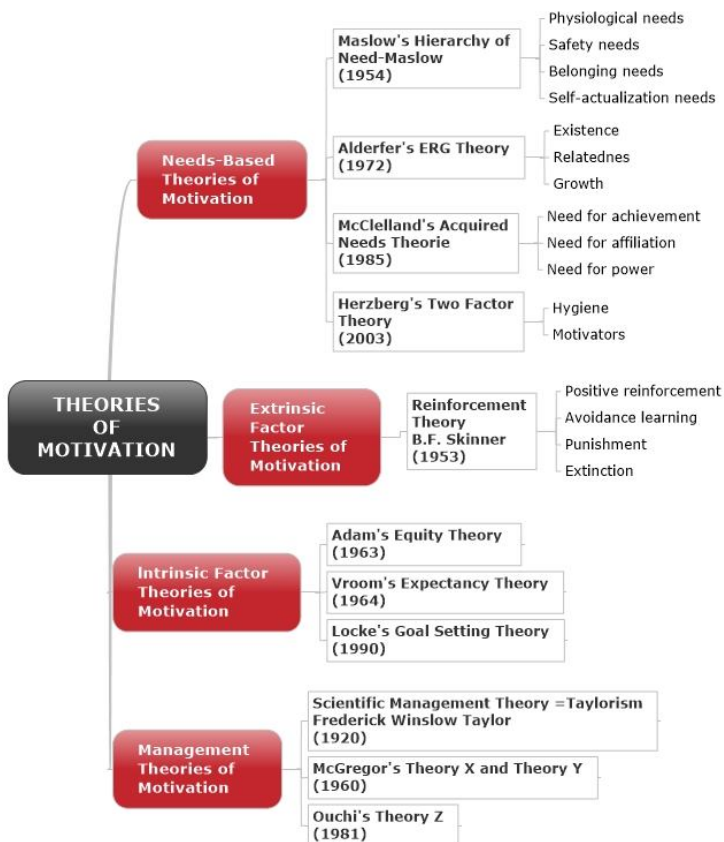 THEORIES
OF
MOTIVATION
Needs-Based
Theories of
Motivation
Maslow's Hierarchy of
Need-Maslow
(1954)
Physiological needs
Safety needs
Belonging needs
Self-actualization needs
Alderfer's ERG Theory
(1972)
Existence
Relatednes
Growth
McClelland's Acquired
Needs Theorie
(1985)
Need for achievement
Need for affiliation
Need for power
Herzberg's Two Factor
Theory
(2003)
Hygiene
Motivators
Extrinsic
Factor
Theories of
Motivation
Reinforcement
Theory
B.F. Skinner
(1953)
Positive reinforcement
Avoidance learning
Punishment
Extinction
Intrinsic Factor
Theories of
Motivation
Adam's Equity Theory
(1963)
Vroom's Expectancy Theory
(1964)
Locke's Goal Setting Theory
(1990)
Management
Theories of
Motivation
Scientific Management Theory =Taylorism
Frederick Winslow Taylor
(1920)
McGregor's Theory X and Theory Y
(1960)
Ouchi's Theory Z
(1981)